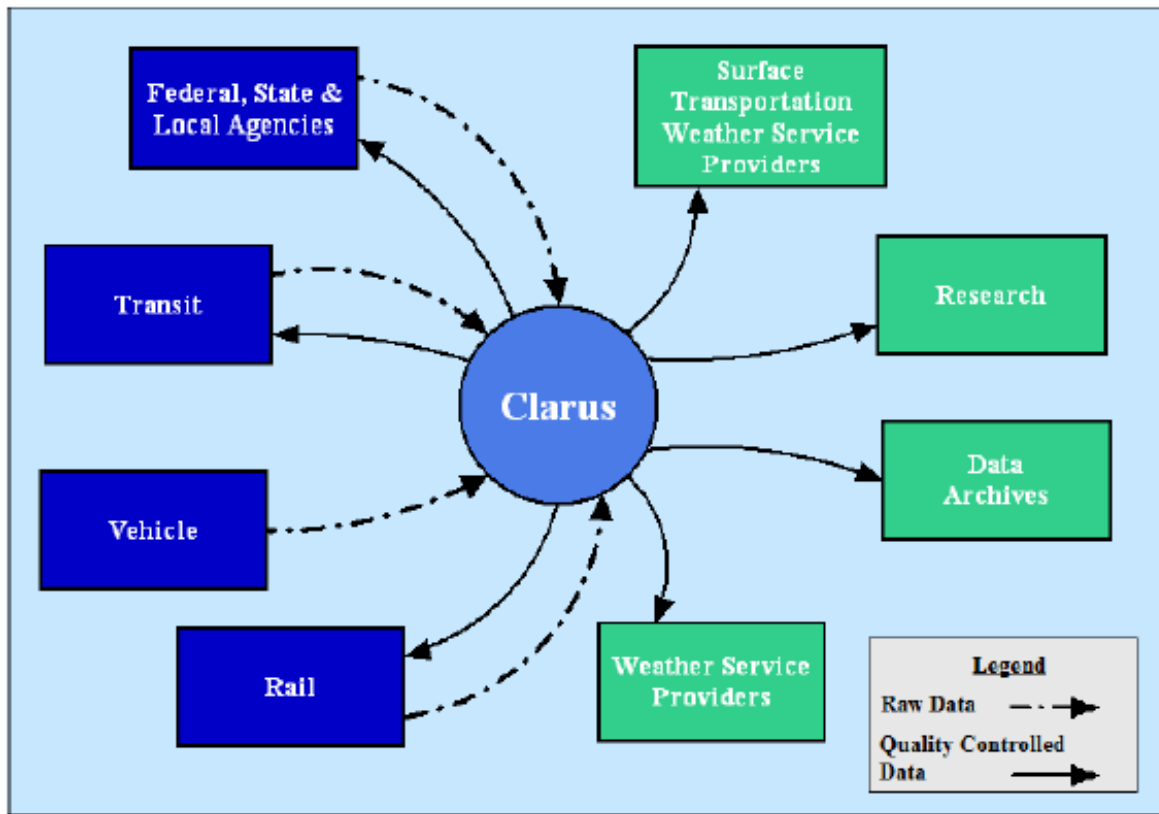 Federal, State &
Local Agencies
Surface
Transportation
Weather Service
Providers
Transit
Research
Clarus
Vehicle
Data
Archives
Rail
Weather Service
Providers
Legend
Raw Data
Quality Controlled
Data